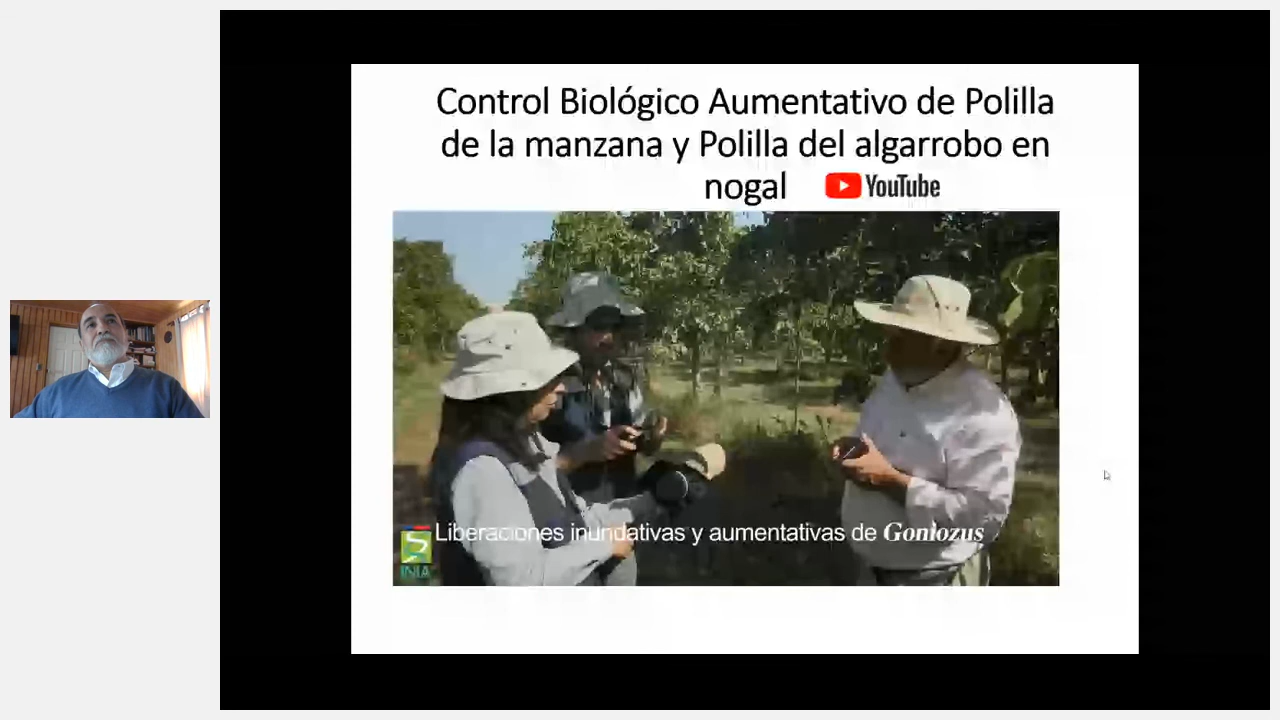 Control Biológico Aumentativo de Polilla
de la manzana y Polilla del algarrobo en
nogal YouTube
Liberaciones inundativas y aumentativas de Goniozus
INIA